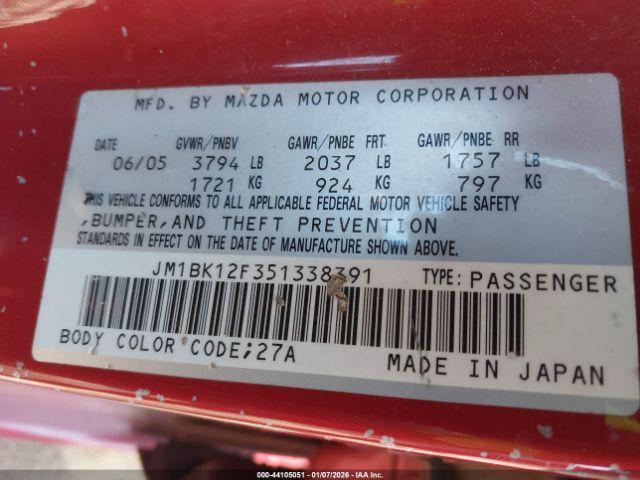 MFD. BY MAZDA MOTOR CORPORATION
DATE GVWR/PNBV GAWR/PNBE FRT. GAWR/PNBE RR
06/05 3794 LB 2037 LB 1757 LB
1721 KG 924 KG 797 KG
THIS VEHICLE CONFORMS TO ALL APPLICABLE FEDERAL MOTOR VEHICLE SAFETY
,BUMPER,AND THEFT PREVENTION
STANDARDS IN EFFECT ON THE DATE OF MANUFACTURE SHOWN ABOVE.
JM1BK12F351338391 TYPE: PASSENGER
BODY COLOR CODE;27A
MADE IN JAPAN
000-44105051 - 01/07/2026 - IAAI.COM